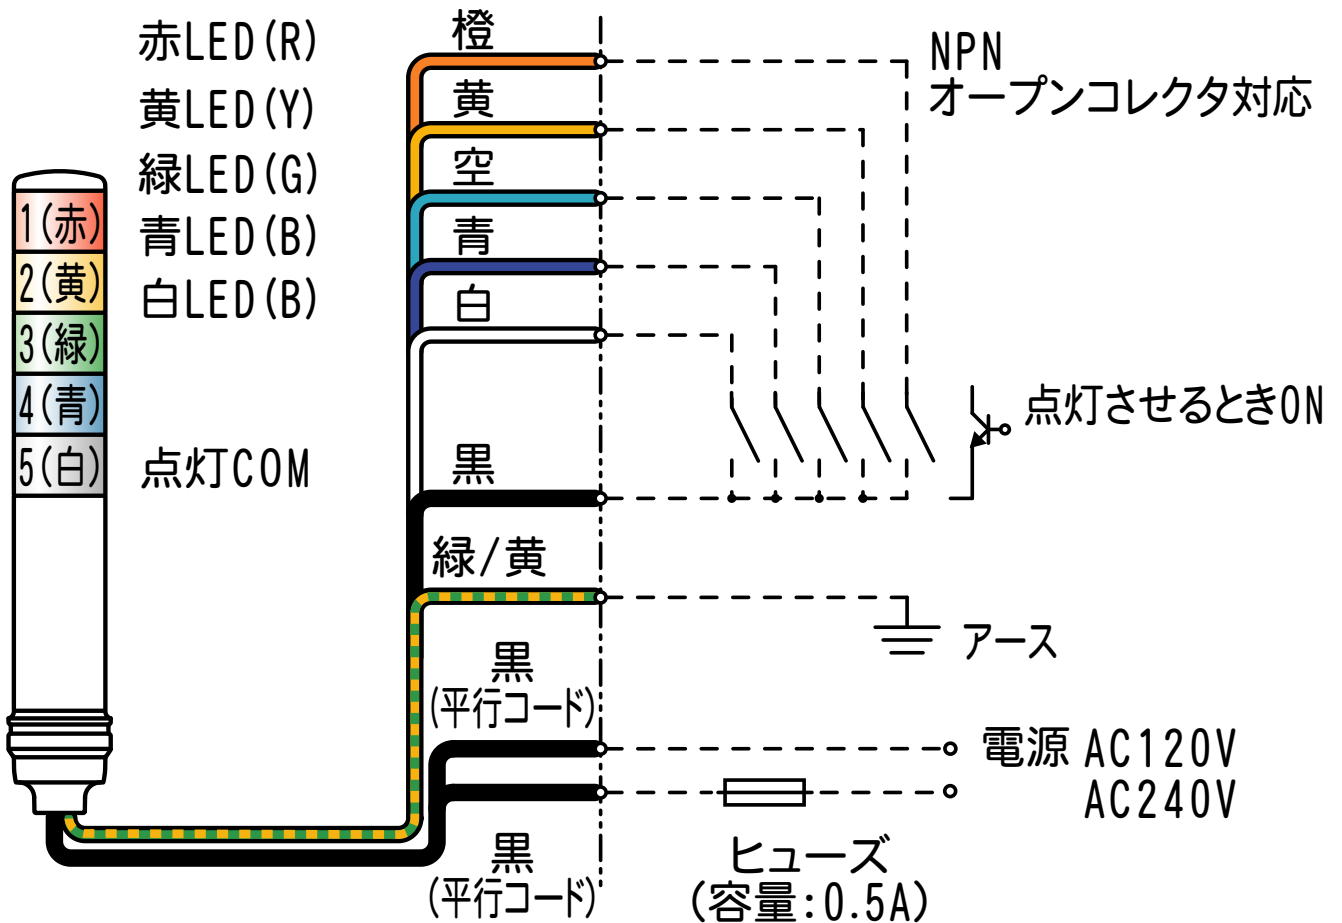 赤LED(R)
黄LED(Y)
緑LED(G)
青LED(B)
白LED(B)
点灯COM
1(赤)
2(黄)
3(緑)
4(青)
5(白)
橙
黄
空
青
白
黒
緑/黄
黒
(平行コード)
黒
(平行コード)
NPN
オープンコレクタ対応
点灯させるときON
アース
電源 AC120V
AC240V
ヒューズ
(容量:0.5A)